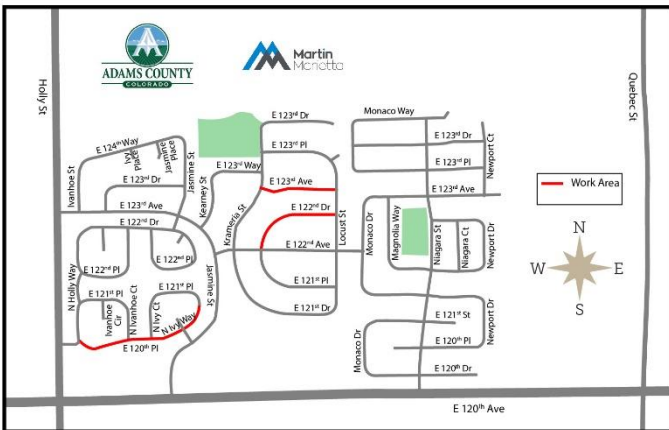 ADAMS COUNTY
COLORADO
Martin
Marietta
Holly St
Quebec St
E 123rd Dr
Monaco Way
E 124th Way
Ivy
Place
Jasmine
Place
E 123rd Pl
E 123rd Dr
Newport Ct
Ivanhoe St
Jasmine St
E 123rd Way
E 123rd Pl
E 123rd Dr
Kearney St
E 123rd Ave
E 123rd Ave
Work Area
E 123rd Ave
Krameria St
E 122nd Dr
E 122nd Dr
Locust St
Monaco Dr
Magnolia Way
Niagara St
Niagara Ct
Newport Dr
N
W
E
S
E 122nd Ave
E 122nd Pl
E 122nd Pl
Jasmine St
N Holly Way
E 121st Pl
E 121st Pl
E 121st Pl
Ivanhoe
Cir
N Ivanhoe Ct
N Ivy Ct
N Ivy Way
E 121st Dr
E 121st St
Newport Dr
Monaco Dr
E 120th Pl
E 120th Pl
E 120th Dr
E 120th Ave